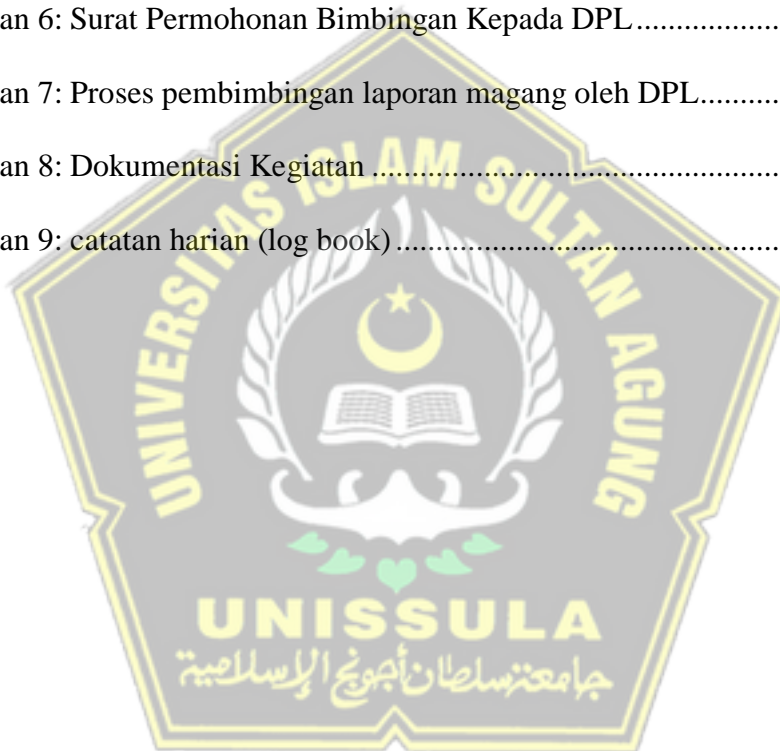 an 6: Surat Permohonan Bimbingan Kepada DPL..................
an 7: Proses pembimbingan laporan magang oleh DPL..........
an 8: Dokumentasi Kegiatan................................................
an 9: catatan harian (log book)..............................................
UNIVERSITAS ISLAM SULTAN AGUNG
UNISSULA
جامعة سلطان أجونج الإسلامية